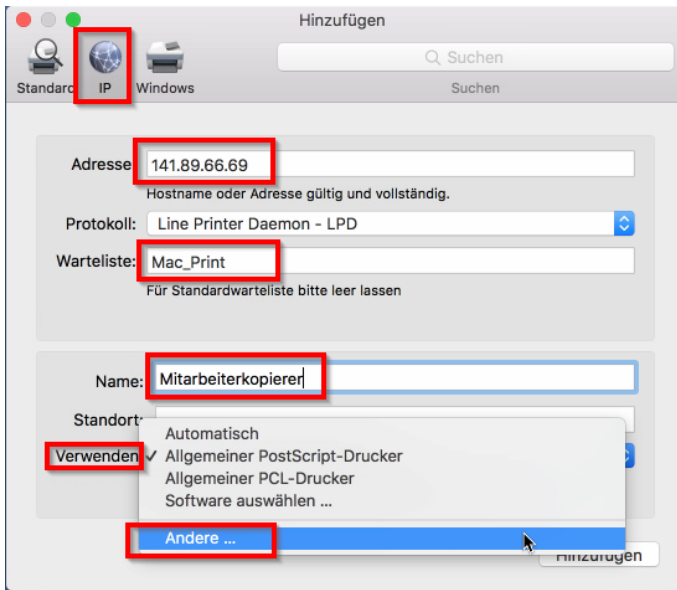 Hinzufügen
Suchen
Standard IP Windows Suchen
Adresse 141.89.66.69
Hostname oder Adresse gültig und vollständig.
Protokoll: Line Printer Daemon - LPD
Warteliste: Mac_Print
Für Standardwarteliste bitte leer lassen
Name: Mitarbeiterkopierer
Standort:
Automatisch
Verwenden ✓ Allgemeiner PostScript-Drucker
Allgemeiner PCL-Drucker
Software auswählen ...
Andere ...
Hinzufügen